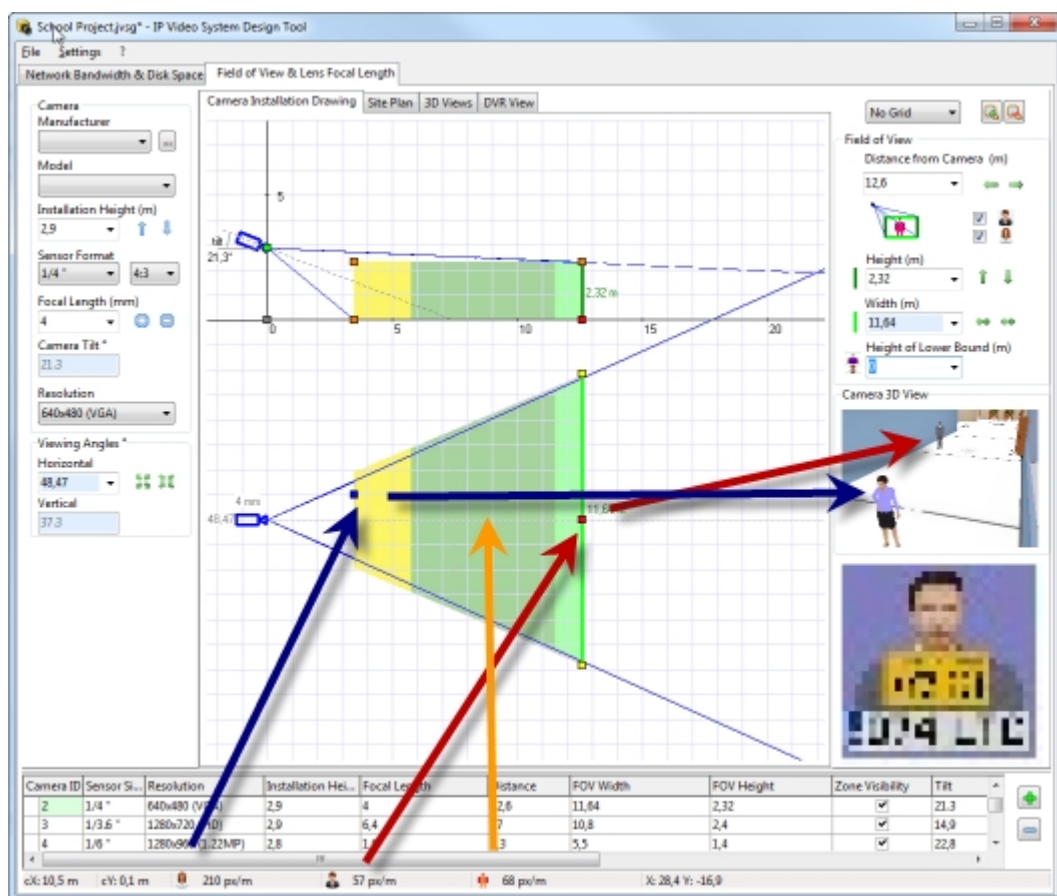 School Project.jvsg* - IP Video System Design Tool
File Settings ?
Network Bandwidth & Disk Space Field of View & Lens Focal Length
Camera Installation Drawing Site Plan 3D Views DVR View
Camera
Manufacturer
...
Model
Installation Height (m)
2,9
Sensor Format
1/4 " 4:3
Focal Length (mm)
4
Camera Tilt °
21.3
Resolution
640x480 (VGA)
Viewing Angles °
Horizontal
48,47
Vertical
37.3
5
tilt
21,3°
2,32 m
0 5 10 15 20
4 mm
48,47
No Grid
Field of View
Distance from Camera (m)
12,6
Height (m)
2,32
Width (m)
11,64
Height of Lower Bound (m)
0
Camera 3D View
Camera ID Sensor Si... Resolution Installation Hei... Focal Length Distance FOV Width FOV Height Zone Visibility Tilt
2 1/4 " 640x480 2,9 4 11,64 2,32 21.3
3 1/3.6 " 1280x720 2,9 6,4 10,8 2,4 14,9
4 1/6 " (1.22MP) 2,8 5,5 1,4 22,8
cX: 10,5 m cY: 0,1 m 210 px/m 57 px/m 68 px/m X: 28,4 Y: -16,9